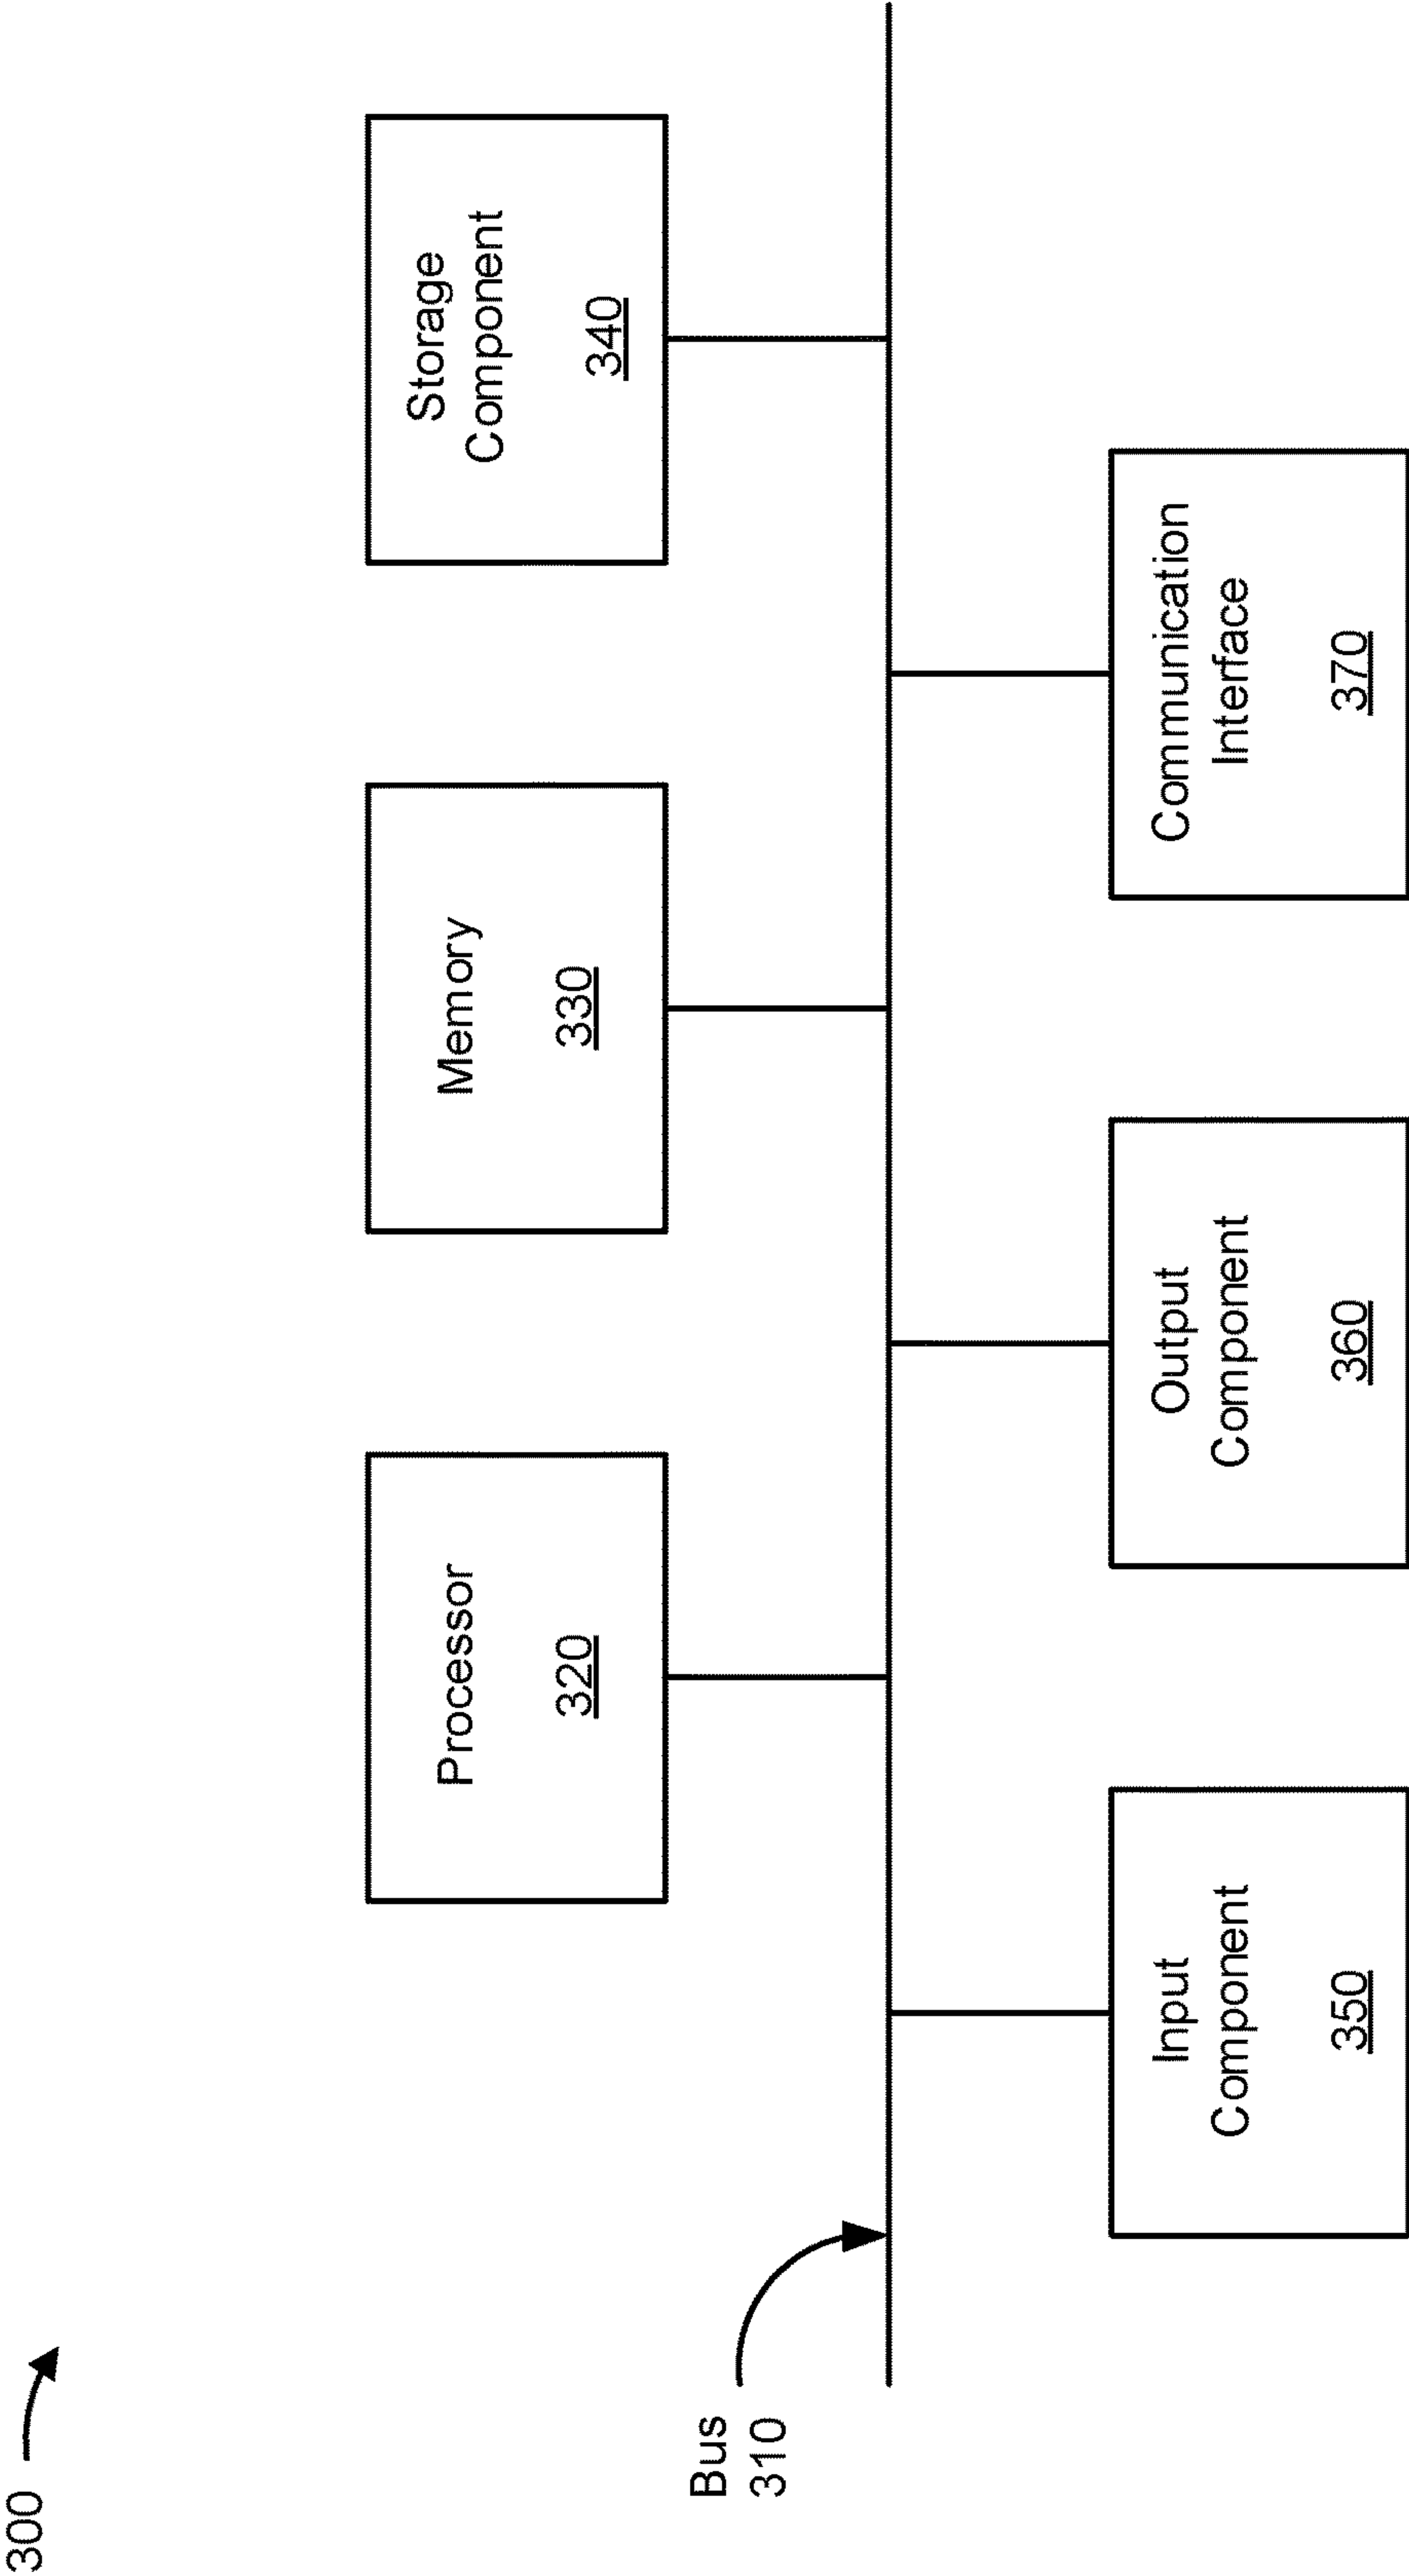 300
Processor
320
Memory
330
Storage
Component
340
Bus
310
Input
Component
350
Output
Component
360
Communication
Interface
370